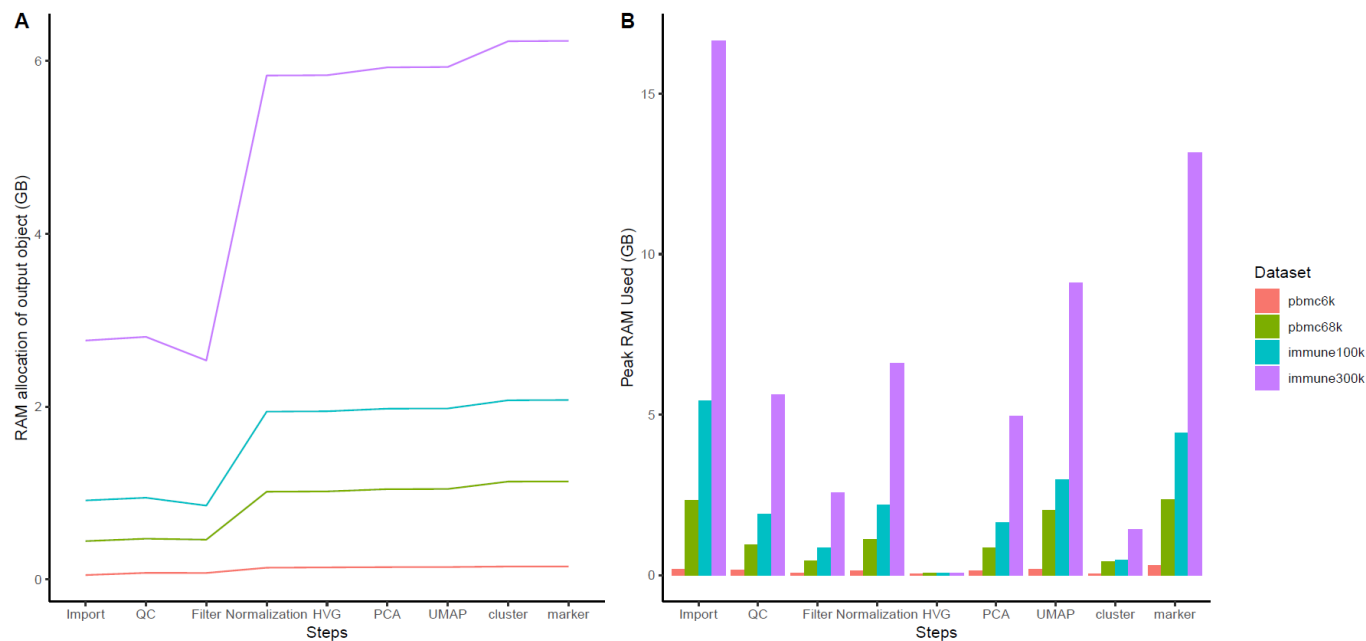 A
RAM allocation of output object (GB)
6
4
2
0
Import QC Filter Normalization HVG PCA UMAP cluster marker
Steps
B
Peak RAM Used (GB)
15
10
5
0
Import QC Filter Normalization HVG PCA UMAP cluster marker
Steps
Dataset
pbmc6k
pbmc68k
immune100k
immune300k